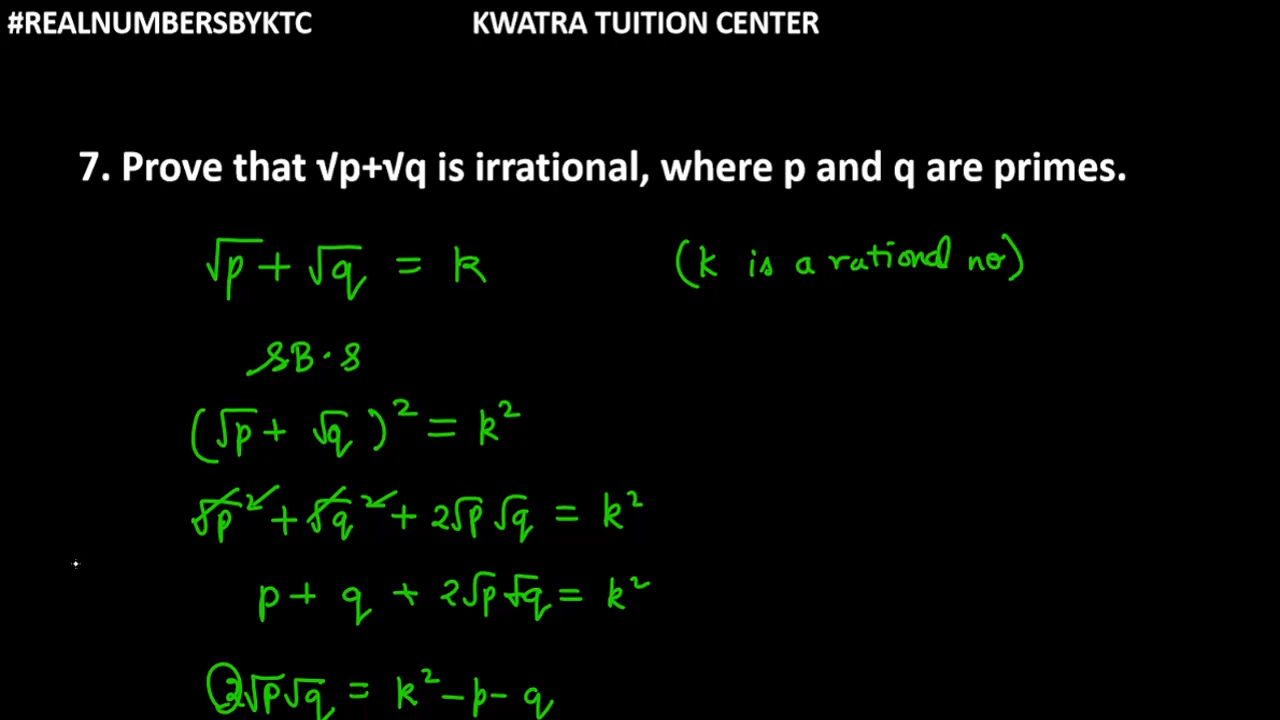 #REALNUMBERSBYKTC KWATRA TUITION CENTER
7. Prove that √p+√q is irrational, where p and q are primes.
√p + √q = k (k is a rational no)
SB·S
(√p + √q)² = k²
√p² + √q² + 2√p √q = k²
p + q + 2√p √q = k²
2√p√q = k² – p – q